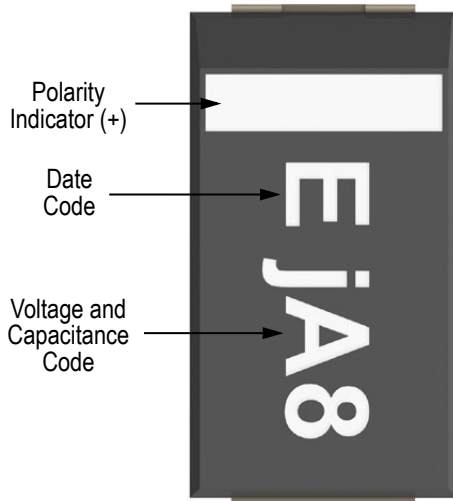 Polarity
Indicator (+)
Date
Code
Voltage and
Capacitance
Code
E jA8